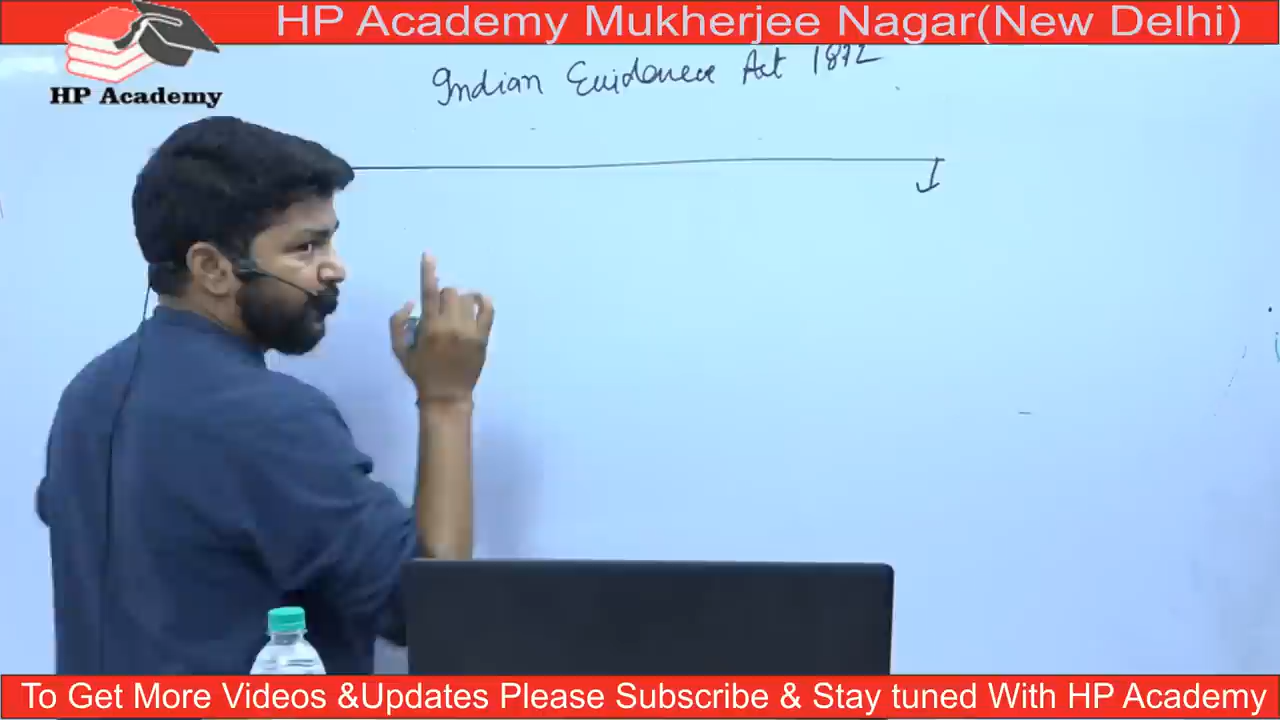 HP Academy Mukherjee Nagar(New Delhi)
HP Academy
Indian Evidence Act 1872
To Get More Videos &Updates Please Subscribe & Stay tuned With HP Academy